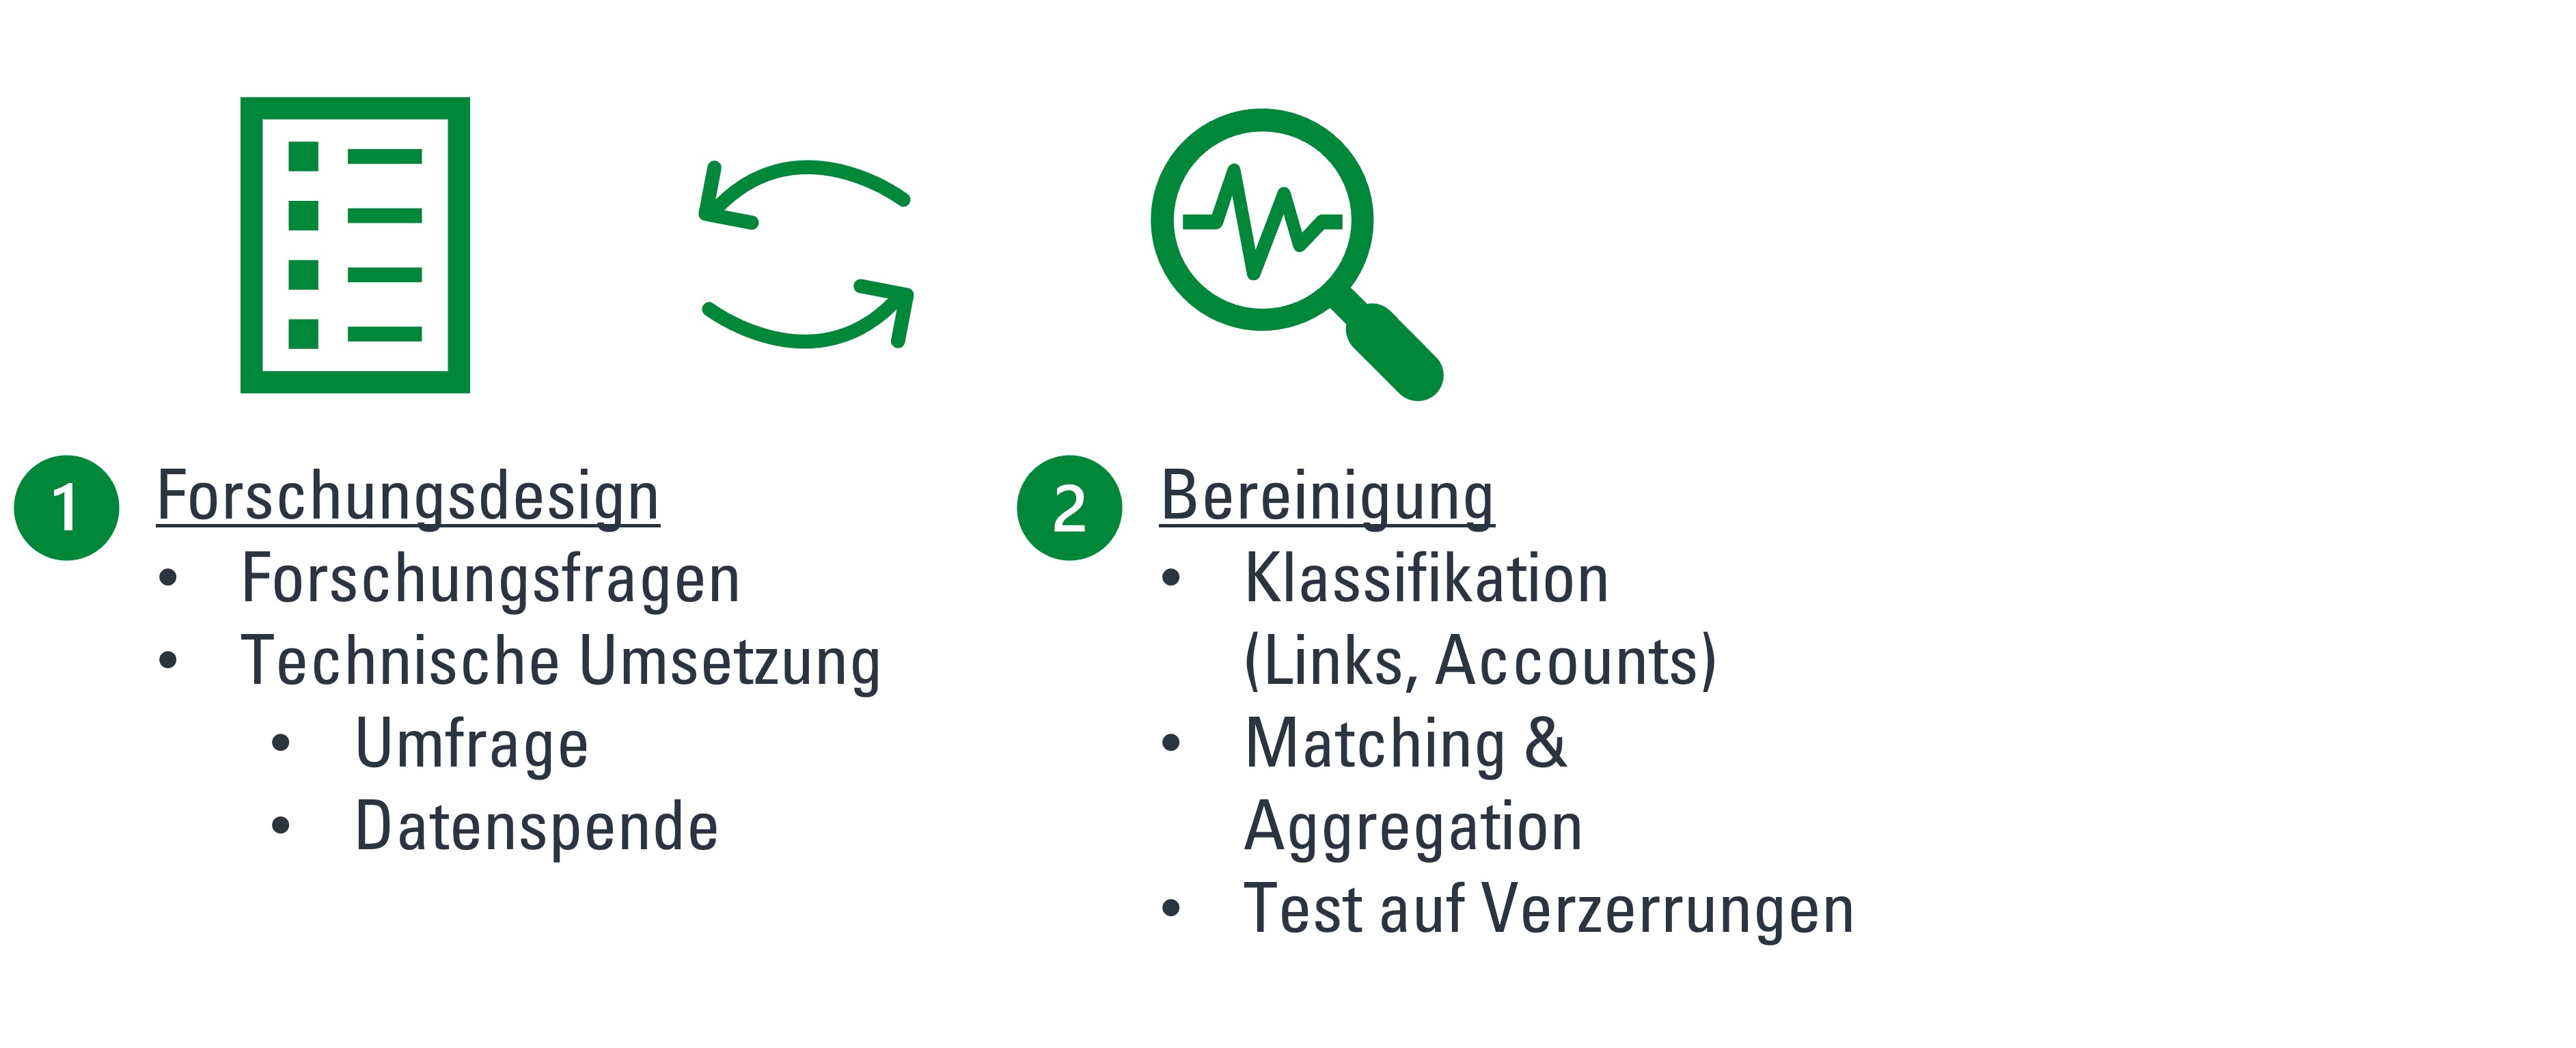 1 Forschungsdesign
• Forschungsfragen
• Technische Umsetzung
• Umfrage
• Datenspende
2 Bereinigung
• Klassifikation
(Links, Accounts)
• Matching &
Aggregation
• Test auf Verzerrungen